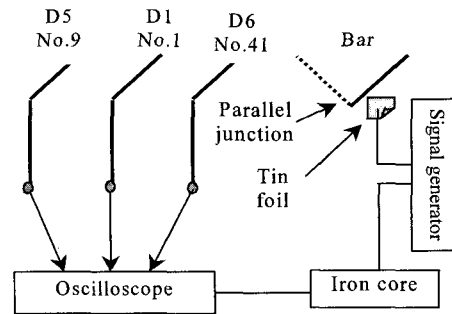 D5
No.9
D1
No.1
D6
No.41
Bar
Parallel
junction
Tin
foil
Signal generator
Oscilloscope
Iron core